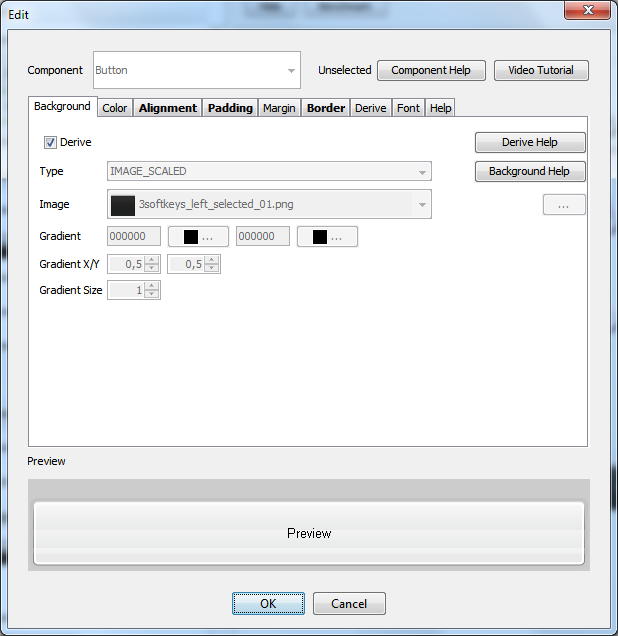 Edit
Component Button Unselected Component Help Video Tutorial
Background Color Alignment Padding Margin Border Derive Font Help
Derive Derive Help
Type IMAGE_SCALED Background Help
Image 3softkeys_left_selected_01.png ...
Gradient 000000 ... 000000 ...
Gradient X/Y 0,5 0,5
Gradient Size 1
Preview
Preview
OK Cancel